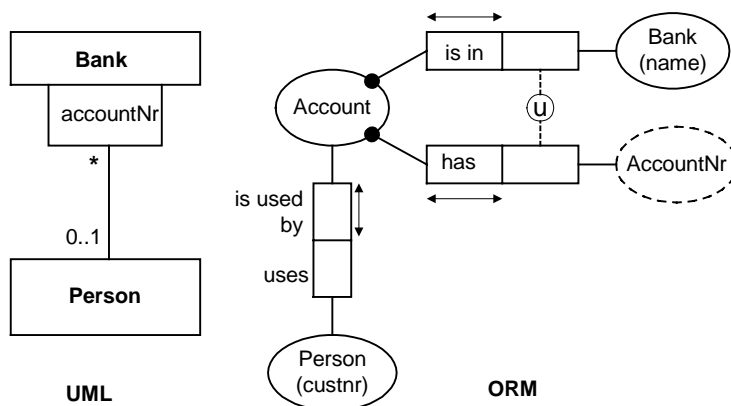 Bank
accountNr
*
0..1
Person
UML
is in
Bank
(name)
Account
u
has
AccountNr
is used
by
uses
Person
(custnr)
ORM